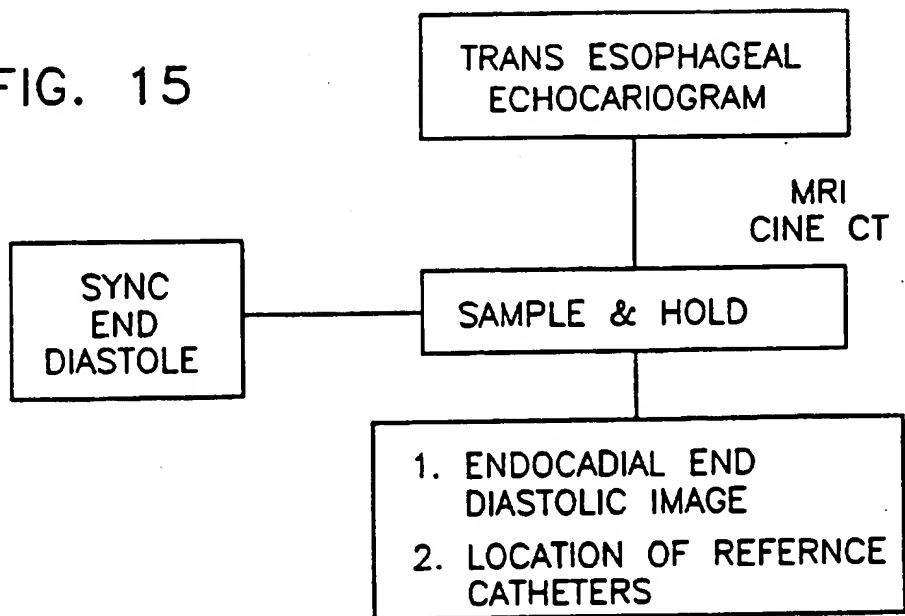 FIG. 15
TRANS ESOPHAGEAL
ECHOCARIOGRAM
MRI
CINE CT
SYNC
END
DIASTOLE
SAMPLE & HOLD
1. ENDOCADIAL END
DIASTOLIC IMAGE
2. LOCATION OF REFERNCE
CATHETERS